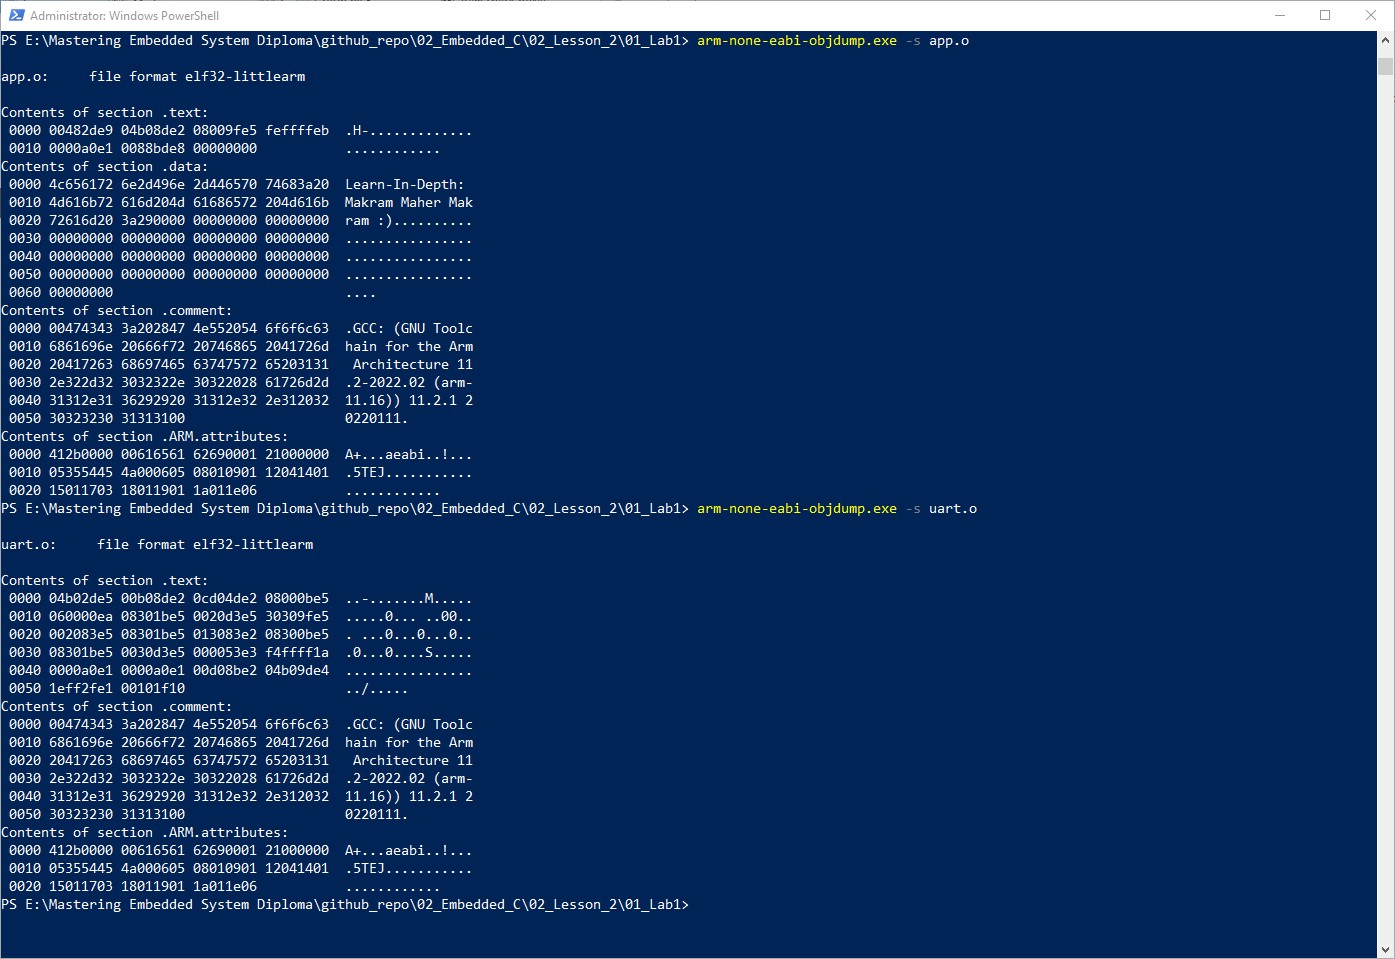 Administrator: Windows PowerShell
PS E:\Mastering Embedded System Diploma\github_repo\02_Embedded_C\02_Lesson_2\01_Lab1> arm-none-eabi-objdump.exe -s app.o
app.o:     file format elf32-littlearm
Contents of section .text:
 0000 00482de9 04b08de2 08009fe5 feffffeb  .H-.............
 0010 0000a0e1 0088bde8 00000000           ............
Contents of section .data:
 0000 4c656172 6e2d496e 2d446570 74683a20  Learn-In-Depth:
 0010 4d616b72 616d204d 61686572 204d616b  Makram Maher Mak
 0020 72616d20 3a290000 00000000 00000000  ram :)..........
 0030 00000000 00000000 00000000 00000000  ................
 0040 00000000 00000000 00000000 00000000  ................
 0050 00000000 00000000 00000000 00000000  ................
 0060 00000000                             ....
Contents of section .comment:
 0000 00474343 3a202847 4e552054 6f6f6c63  .GCC: (GNU Toolc
 0010 6861696e 20666f72 20746865 2041726d  hain for the Arm
 0020 20417263 68697465 63747572 65203131   Architecture 11
 0030 2e322d32 3032322e 30322028 61726d2d  .2-2022.02 (arm-
 0040 31312e31 36292920 31312e32 2e312032  11.16)) 11.2.1 2
 0050 30323230 31313100                    0220111.
Contents of section .ARM.attributes:
 0000 412b0000 00616561 62690001 21000000  A+...aeabi..!...
 0010 05355445 4a000605 08010901 12041401  .5TEJ...........
 0020 15011703 18011901 1a011e06           ............
PS E:\Mastering Embedded System Diploma\github_repo\02_Embedded_C\02_Lesson_2\01_Lab1> arm-none-eabi-objdump.exe -s uart.o
uart.o:     file format elf32-littlearm
Contents of section .text:
 0000 04b02de5 00b08de2 0cd04de2 08000be5  ..-.......M.....
 0010 060000ea 08301be5 0020d3e5 30309fe5  .....0... ..00..
 0020 002083e5 08301be5 013083e2 08300be5  . ...0...0...0..
 0030 08301be5 0030d3e5 000053e3 f4ffff1a  .0...0....S.....
 0040 0000a0e1 0000a0e1 00d08be2 04b09de4  ................
 0050 1eff2fe1 00101f10                    ../.....
Contents of section .comment:
 0000 00474343 3a202847 4e552054 6f6f6c63  .GCC: (GNU Toolc
 0010 6861696e 20666f72 20746865 2041726d  hain for the Arm
 0020 20417263 68697465 63747572 65203131   Architecture 11
 0030 2e322d32 3032322e 30322028 61726d2d  .2-2022.02 (arm-
 0040 31312e31 36292920 31312e32 2e312032  11.16)) 11.2.1 2
 0050 30323230 31313100                    0220111.
Contents of section .ARM.attributes:
 0000 412b0000 00616561 62690001 21000000  A+...aeabi..!...
 0010 05355445 4a000605 08010901 12041401  .5TEJ...........
 0020 15011703 18011901 1a011e06           ............
PS E:\Mastering Embedded System Diploma\github_repo\02_Embedded_C\02_Lesson_2\01_Lab1>